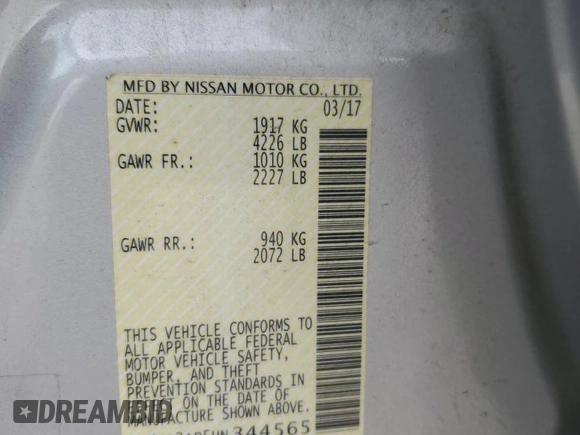 MFD BY NISSAN MOTOR CO., LTD.
DATE: 03/17
GVWR: 1917 KG
4226 LB
GAWR FR.: 1010 KG
2227 LB
GAWR RR.: 940 KG
2072 LB
THIS VEHICLE CONFORMS TO
ALL APPLICABLE FEDERAL
MOTOR VEHICLE SAFETY,
BUMPER, AND THEFT
PREVENTION STANDARDS IN
ON THE DATE OF
MANUFACTURE SHOWN ABOVE.
344565
DREAMBID